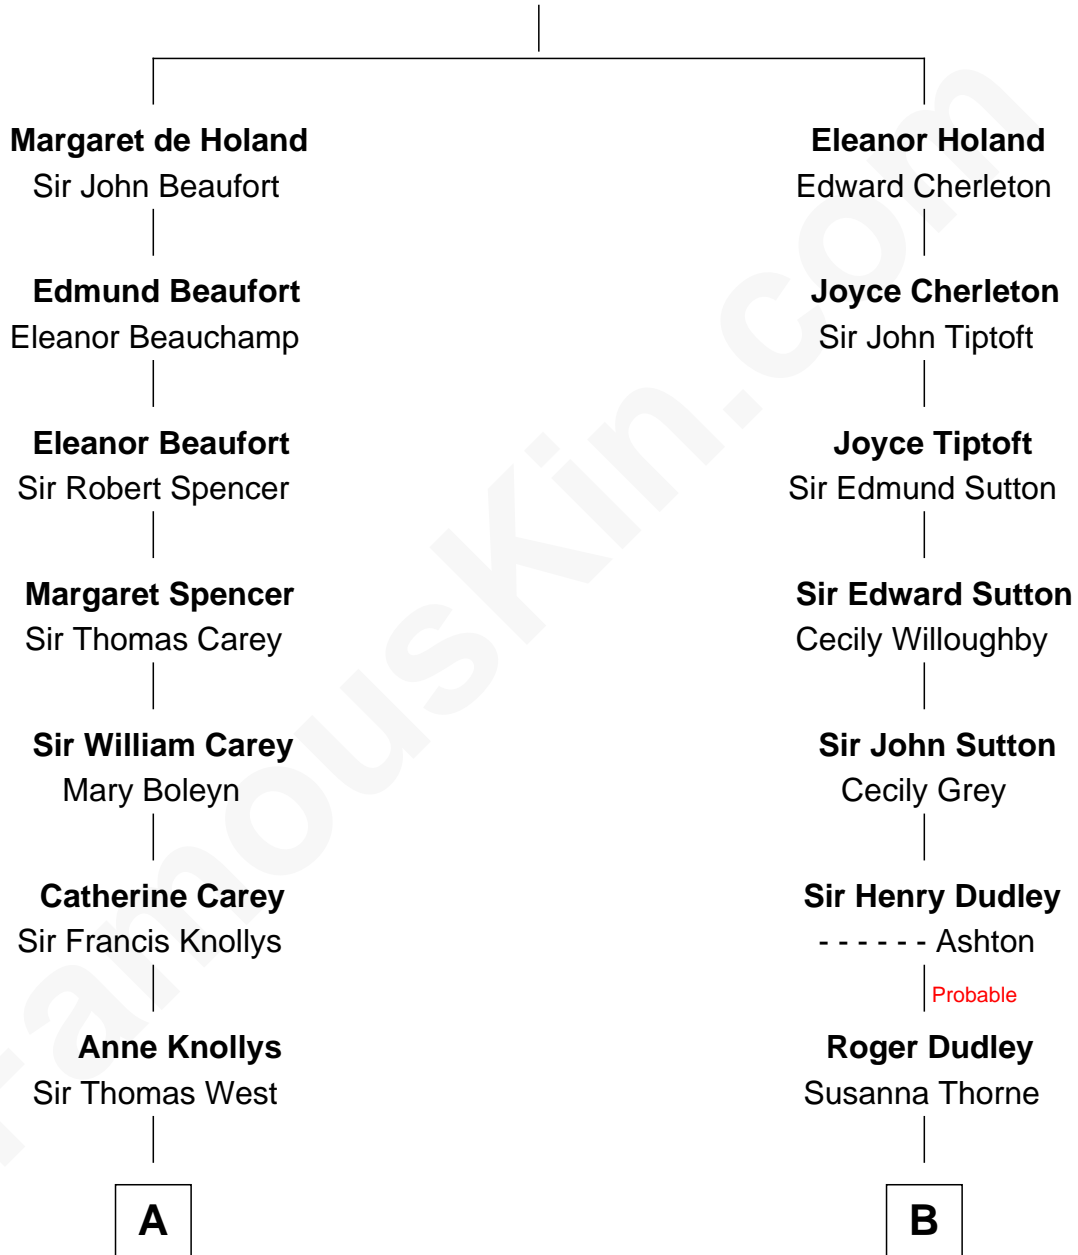 Margaret de Holand
Sir John Beaufort
Eleanor Holand
Edward Cherleton
Edmund Beaufort
Eleanor Beauchamp
Joyce Cherleton
Sir John Tiptoft
Eleanor Beaufort
Sir Robert Spencer
Joyce Tiptoft
Sir Edmund Sutton
Margaret Spencer
Sir Thomas Carey
Sir Edward Sutton
Cecily Willoughby
Sir William Carey
Mary Boleyn
Sir John Sutton
Cecily Grey
Catherine Carey
Sir Francis Knollys
Sir Henry Dudley
- - - - - - Ashton
Probable
Anne Knollys
Sir Thomas West
Roger Dudley
Susanna Thorne
A
B
FamousKin.com